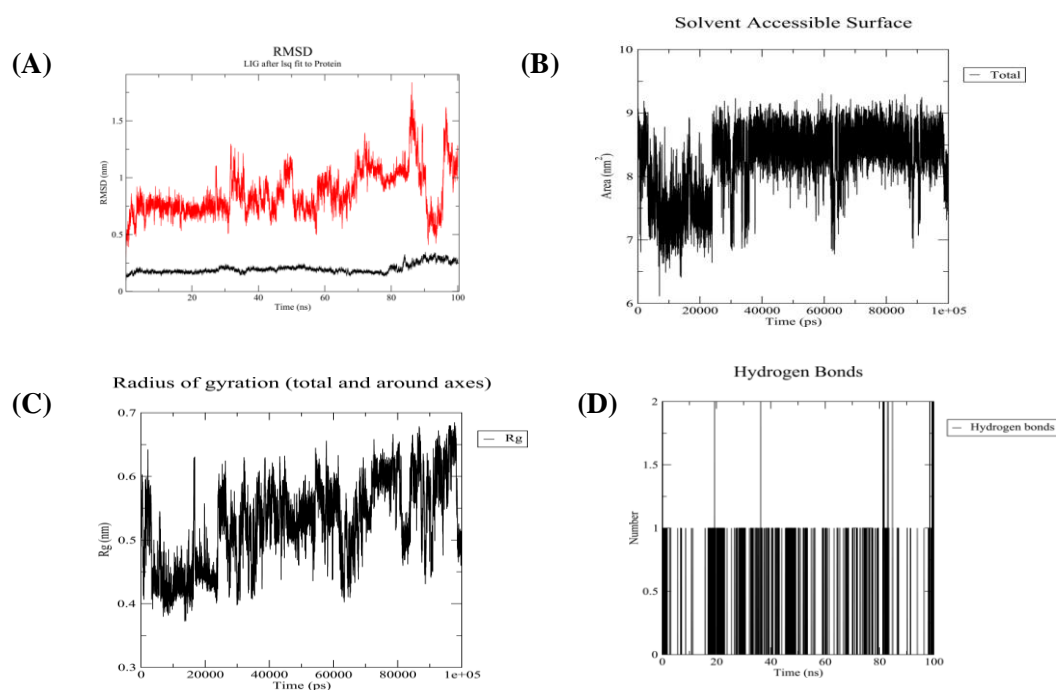 (A)
RMSD
LIG after lsq fit to Protein
RMSD (nm)
1.5
1
0.5
0
20
40
60
80
100
Time (ns)
(B)
Solvent Accessible Surface
Area (nm²)
10
9
8
7
6
0
20000
40000
60000
80000
1e+05
Time (ps)
Total
(C)
Radius of gyration (total and around axes)
Rg (nm)
0.7
0.6
0.5
0.4
0.3
0
20000
40000
60000
80000
1e+05
Time (ps)
Rg
(D)
Hydrogen Bonds
Number
2
1.5
1
0.5
0
0
20
40
60
80
100
Time (ns)
Hydrogen bonds